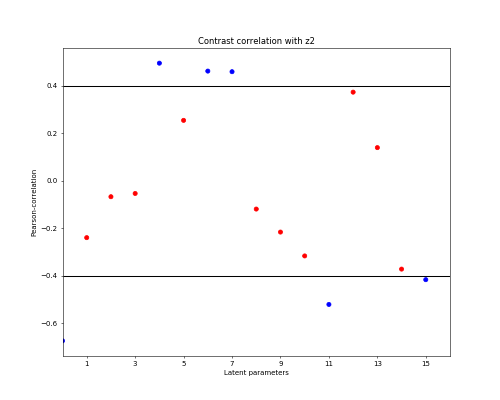 Contrast correlation with z2
0.4
0.2
0.0
−0.2
−0.4
−0.6
Pearson-correlation
1 3 5 7 9 11 13 15
Latent parameters